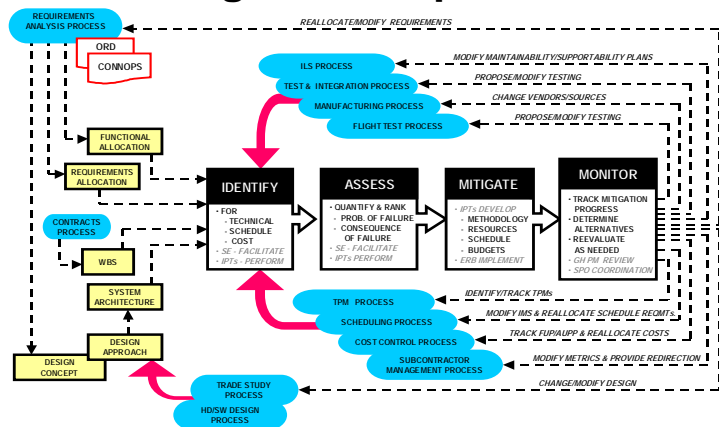 REQUIREMENTS
ANALYSIS PROCESS
REALLOCATE/MODIFY REQUIREMENTS
ORD
CONNOPS
ILS PROCESS
MODIFY MAINTAINABILITY/SUPPORTABILITY PLANS
TEST & INTEGRATION PROCESS
PROPOSE/MODIFY TESTING
MANUFACTURING PROCESS
CHANGE VENDORS/SOURCES
FLIGHT TEST PROCESS
PROPOSE/MODIFY TESTING
FUNCTIONAL
ALLOCATION
REQUIREMENTS
ALLOCATION
CONTRACTS
PROCESS
WBS
SYSTEM
ARCHITECTURE
DESIGN
APPROACH
DESIGN
CONCEPT
IDENTIFY
• FOR
- TECHNICAL
- SCHEDULE
- COST
• SE - FACILITATE
• IPTs - PERFORM
ASSESS
• QUANTIFY & RANK
- PROB. OF FAILURE
- CONSEQUENCE
OF FAILURE
• SE - FACILITATE
• IPTs PERFORM
MITIGATE
• IPTs DEVELOP
- METHODOLOGY
- RESOURCES
- SCHEDULE
- BUDGETS
• ERB IMPLEMENT
MONITOR
• TRACK MITIGATION
PROGRESS
• DETERMINE
ALTERNATIVES
• REEVALUATE
AS NEEDED
• GH PM REVIEW
• SPO COORDINATION
TPM PROCESS
IDENTIFY/TRACK TPMs
SCHEDULING PROCESS
MODIFY IMS & REALLOCATE SCHEDULE REQMTs.
COST CONTROL PROCESS
TRACK FUP/AUPP & REALLOCATE COSTS
SUBCONTRACTOR
MANAGEMENT PROCESS
MODIFY METRICS & PROVIDE REDIRECTION
TRADE STUDY
PROCESS
CHANGE/MODIFY DESIGN
HD/SW DESIGN
PROCESS